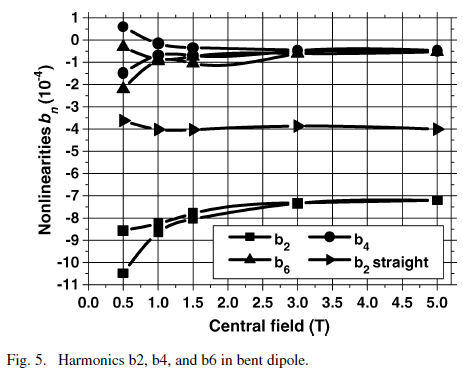 1
0
-1
-2
-3
-4
-5
-6
-7
-8
-9
-10
-11
Nonlinearities bn (10-4)
0.0 0.5 1.0 1.5 2.0 2.5 3.0 3.5 4.0 4.5 5.0
Central field (T)
b2 b4
b6 b2 straight
Fig. 5. Harmonics b2, b4, and b6 in bent dipole.